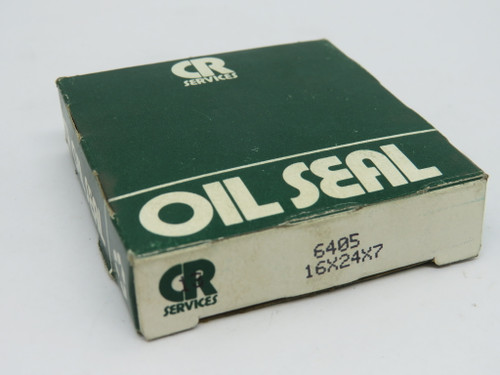 CR
SERVICES
OIL SEAL
6405
16X24X7
CR
SERVICES